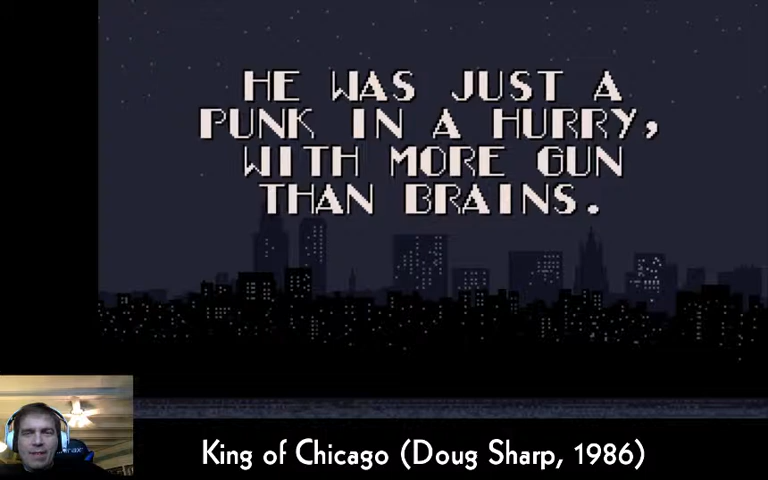 HE WAS JUST A
PUNK IN A HURRY,
WITH MORE GUN
THAN BRAINS.
King of Chicago (Doug Sharp, 1986)